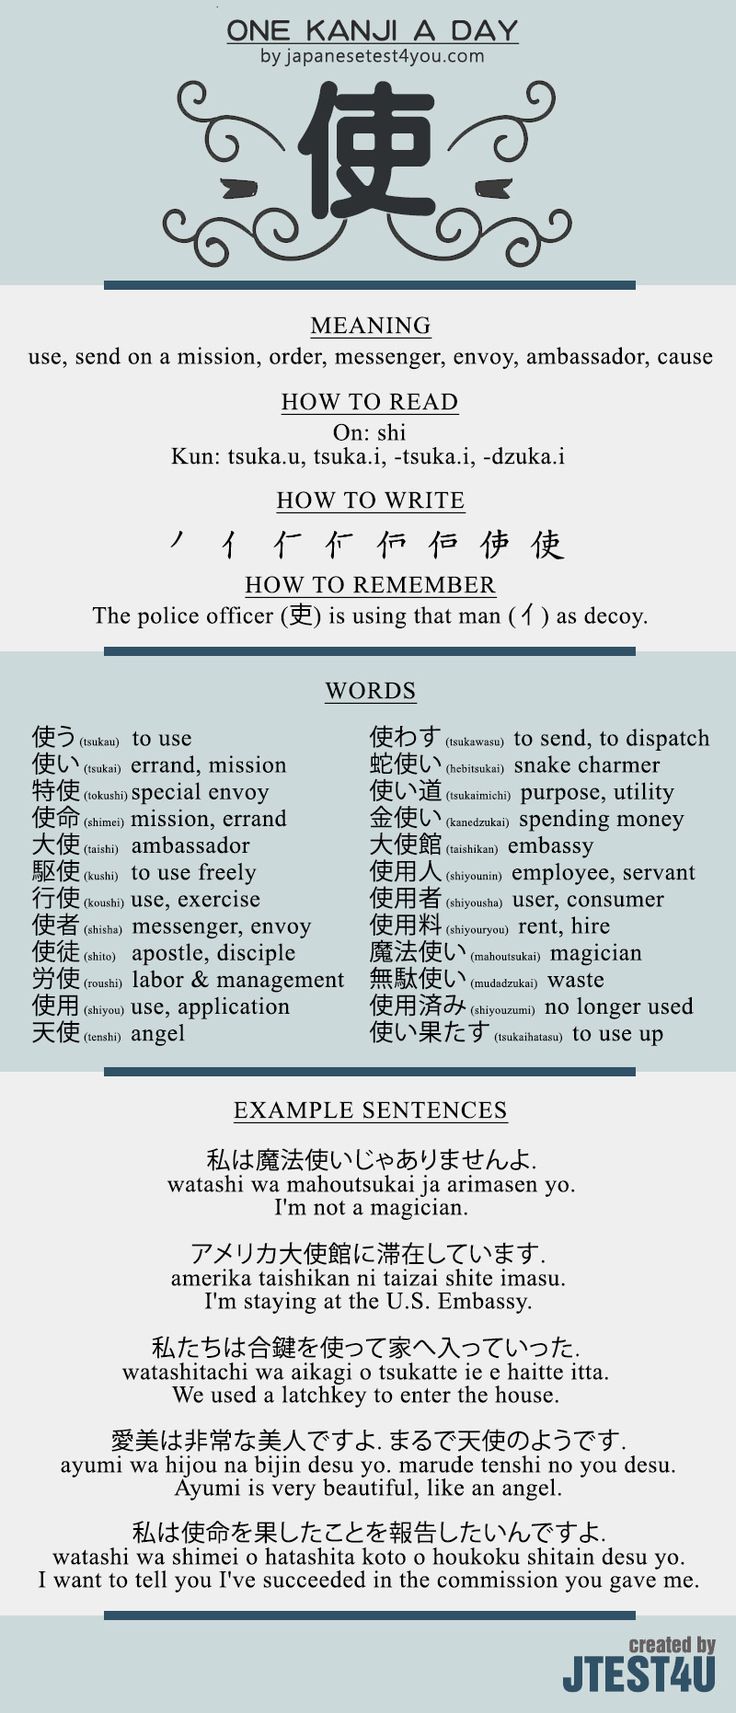 ONE KANJI A DAY
by japanesetest4you.com
使
MEANING
use, send on a mission, order, messenger, envoy, ambassador, cause
HOW TO READ
On: shi
Kun: tsuka.u, tsuka.i, -tsuka.i, -dzuka.i
HOW TO WRITE
使
HOW TO REMEMBER
The police officer (吏) is using that man (亻) as decoy.
WORDS
使う (tsukau) to use
使い (tsukai) errand, mission
特使 (tokushi) special envoy
使命 (shimei) mission, errand
大使 (taishi) ambassador
駆使 (kushi) to use freely
行使 (koushi) use, exercise
使者 (shisha) messenger, envoy
使徒 (shito) apostle, disciple
労使 (roushi) labor & management
使用 (shiyou) use, application
天使 (tenshi) angel
使わす (tsukawasu) to send, to dispatch
蛇使い (hebitsukai) snake charmer
使い道 (tsukaimichi) purpose, utility
金使い (kanedzukai) spending money
大使館 (taishikan) embassy
使用人 (shiyounin) employee, servant
使用者 (shiyousha) user, consumer
使用料 (shiyouryou) rent, hire
魔法使い (mahoutsukai) magician
無駄使い (mudadzukai) waste
使用済み (shiyouzumi) no longer used
使い果たす (tsukaihatasu) to use up
EXAMPLE SENTENCES
私は魔法使いじゃありませんよ.
watashi wa mahoutsukai ja arimasen yo.
I'm not a magician.
アメリカ大使館に滞在しています.
amerika taishikan ni taizai shite imasu.
I'm staying at the U.S. Embassy.
私たちは合鍵を使って家へ入っていった.
watashitachi wa aikagi o tsukatte ie e haitte itta.
We used a latchkey to enter the house.
愛美は非常な美人ですよ. まるで天使のようです.
ayumi wa hijou na bijin desu yo. marude tenshi no you desu.
Ayumi is very beautiful, like an angel.
私は使命を果したことを報告したいんですよ.
watashi wa shimei o hatashita koto o houkoku shitain desu yo.
I want to tell you I've succeeded in the commission you gave me.
created by
JTEST4U